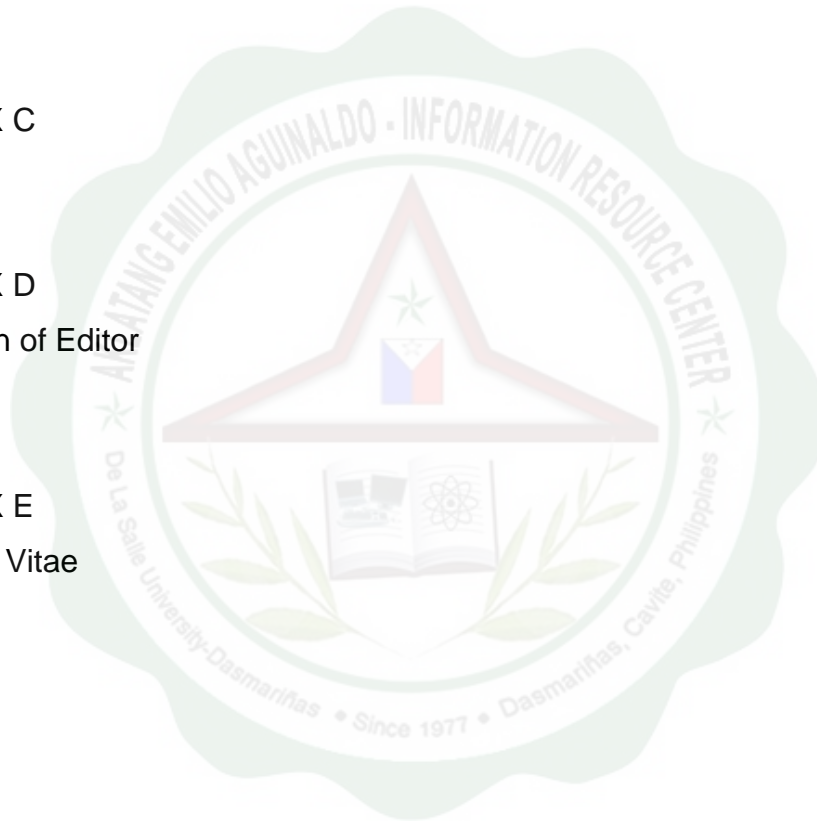 X C
X D
n of Editor
X E
Vitae
AKLATANG EMILIO AGUINALDO - INFORMATION RESOURCE CENTER
De La Salle University-Dasmariñas • Since 1977 • Dasmariñas, Cavite, Philippines